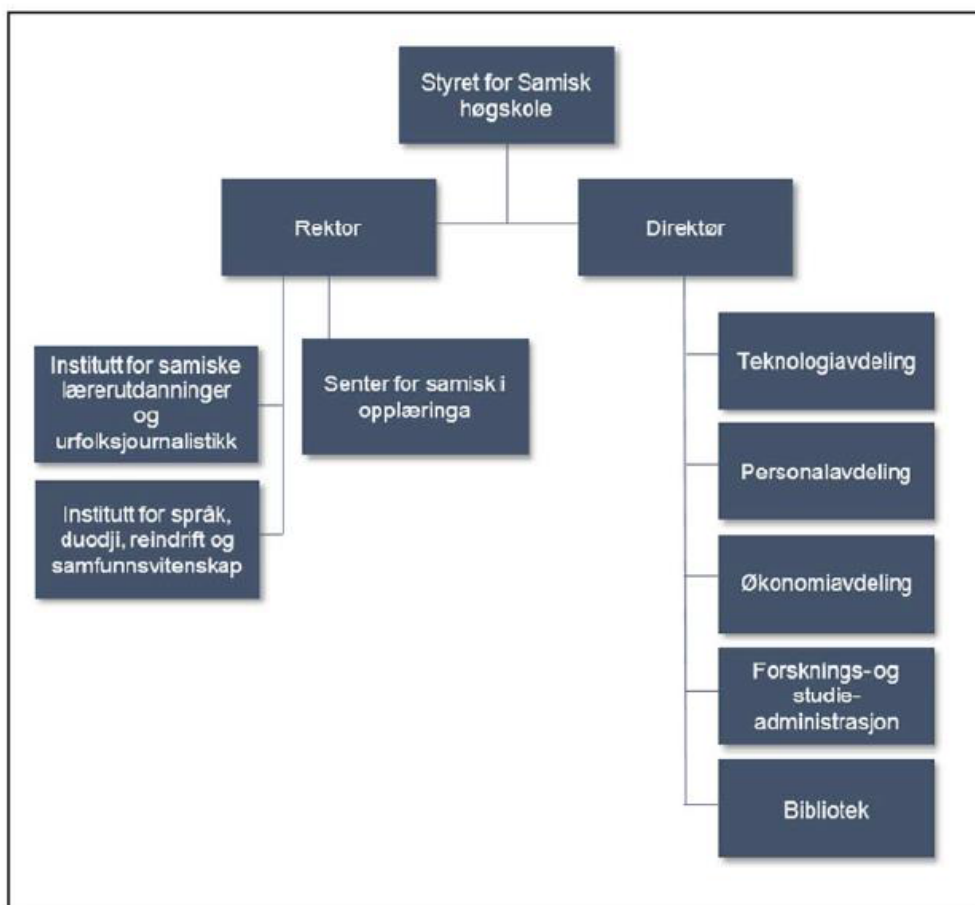 Styret for Samisk
høgskole
Rektor
Direktør
Institutt for samiske
lærerutdanninger
og
urfolksjournalistikk
Senter for samisk i
opplæringa
Institutt for språk,
duodji, reindrift og
samfunnsvitenskap
Teknologiavdeling
Personalavdeling
Økonomiavdeling
Forsknings- og
studie-
administrasjon
Bibliotek